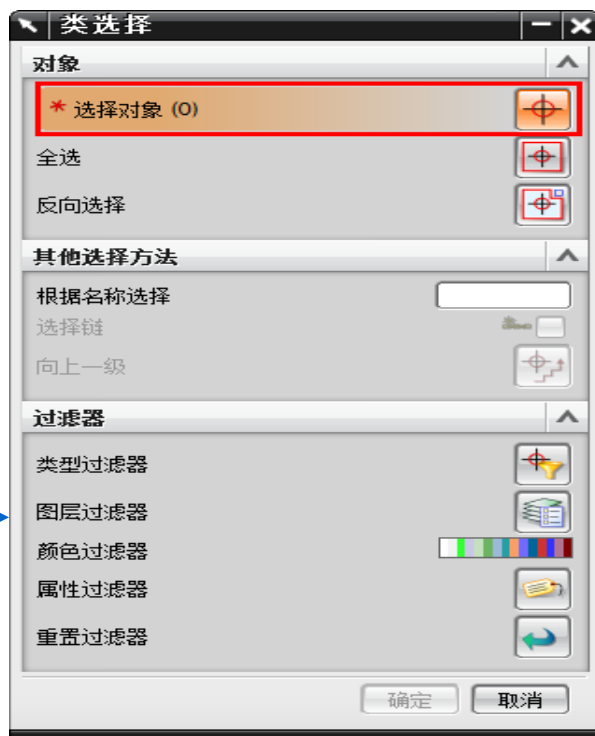 类选择
对象
* 选择对象 (0)
全选
反向选择
其他选择方法
根据名称选择
选择链
向上一级
过滤器
类型过滤器
图层过滤器
颜色过滤器
属性过滤器
重置过滤器
确定 取消